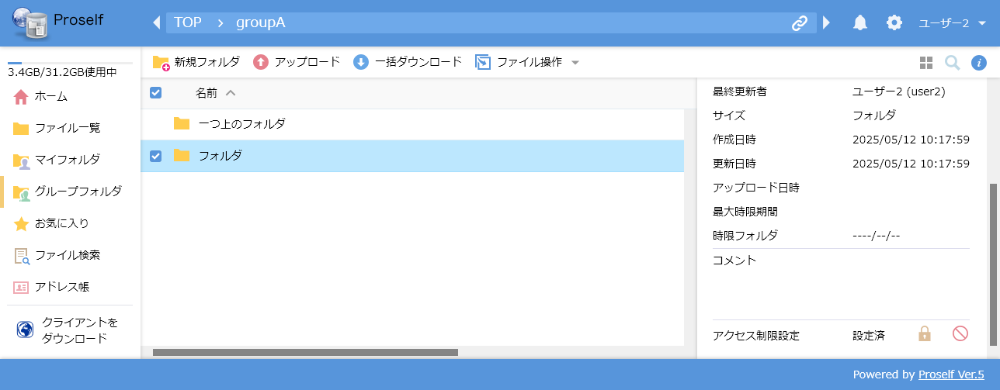 Proself
TOP > groupA
ユーザー2
3.4GB/31.2GB使用中
ホーム
ファイル一覧
マイフォルダ
グループフォルダ
お気に入り
ファイル検索
アドレス帳
クライアントを
ダウンロード
新規フォルダ アップロード 一括ダウンロード ファイル操作
名前
一つ上のフォルダ
フォルダ
最終更新者 ユーザー2 (user2)
サイズ フォルダ
作成日時 2025/05/12 10:17:59
更新日時 2025/05/12 10:17:59
アップロード日時
最大時限期間
時限フォルダ ----/--/--
コメント
アクセス制限設定 設定済
Powered by Proself Ver.5